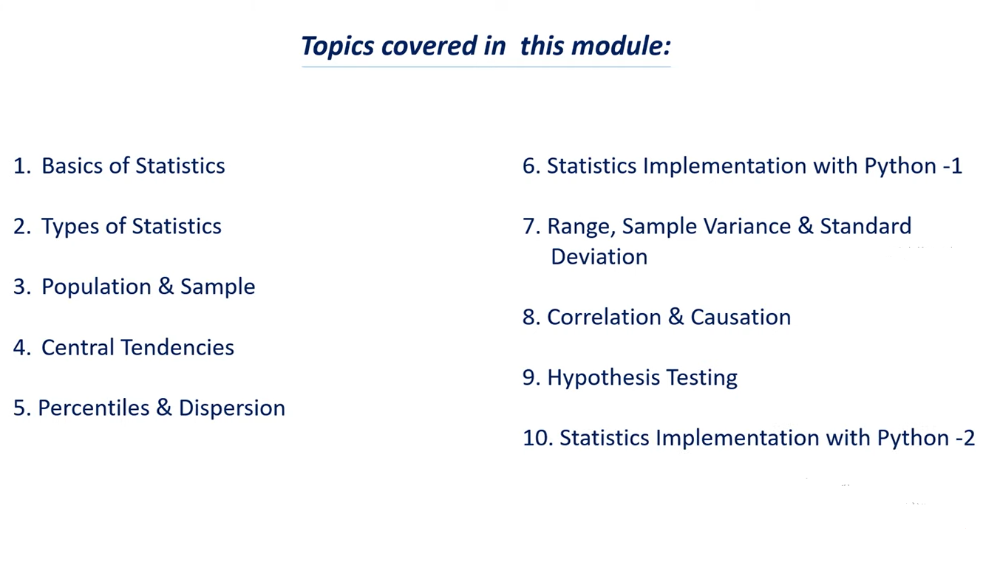 Topics covered in this module:
1. Basics of Statistics
2. Types of Statistics
3. Population & Sample
4. Central Tendencies
5. Percentiles & Dispersion
6. Statistics Implementation with Python -1
7. Range, Sample Variance & Standard
Deviation
8. Correlation & Causation
9. Hypothesis Testing
10. Statistics Implementation with Python -2